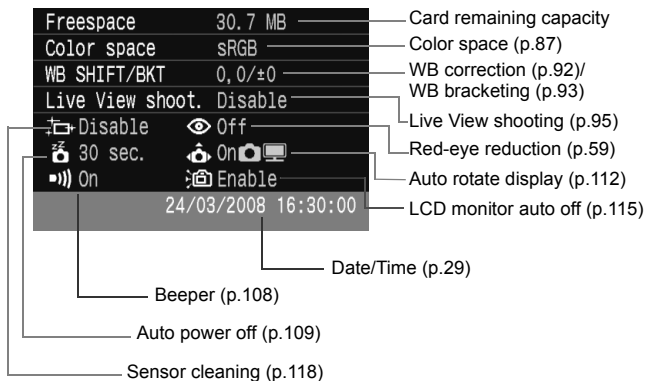 Freespace 30.7 MB
Card remaining capacity
Color space sRGB
Color space (p.87)
WB SHIFT/BKT 0,0/±0
WB correction (p.92)/
WB bracketing (p.93)
Live View shoot. Disable
Live View shooting (p.95)
Disable Off
Red-eye reduction (p.59)
30 sec. On
Auto rotate display (p.112)
On Enable
LCD monitor auto off (p.115)
24/03/2008 16:30:00
Date/Time (p.29)
Beeper (p.108)
Auto power off (p.109)
Sensor cleaning (p.118)